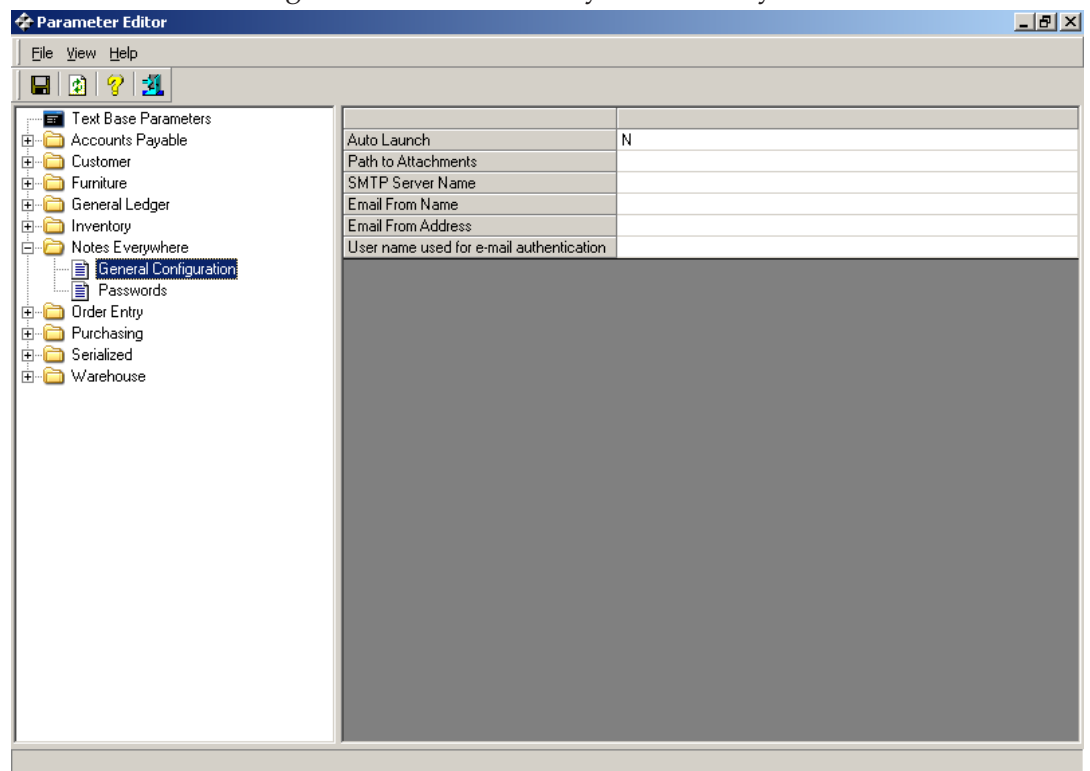 Parameter Editor
File View Help
Text Base Parameters
Accounts Payable
Customer
Furniture
General Ledger
Inventory
Notes Everywhere
General Configuration
Passwords
Order Entry
Purchasing
Serialized
Warehouse
Auto Launch N
Path to Attachments
SMTP Server Name
Email From Name
Email From Address
User name used for e-mail authentication